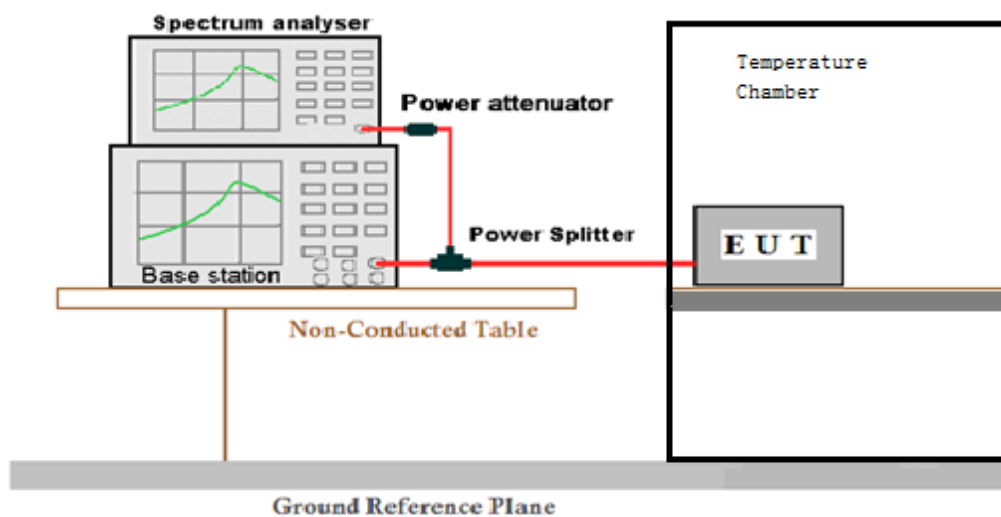 Spectrum analyser
Temperature
Chamber
Power attenuator
Power Splitter
E U T
Base station
Non-Conducted Table
Ground Reference Plane